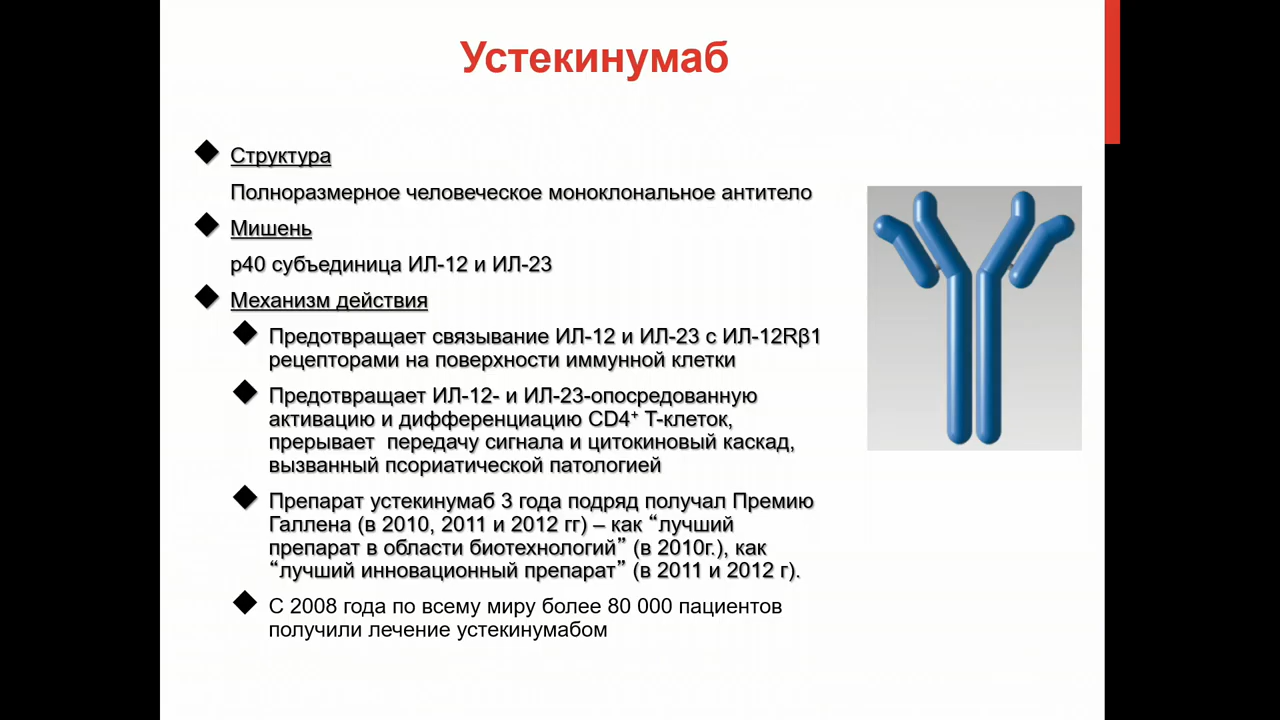 Устекинумаб
Структура
Полноразмерное человеческое моноклональное антитело
Мишень
р40 субъединица ИЛ-12 и ИЛ-23
Механизм действия
Предотвращает связывание ИЛ-12 и ИЛ-23 с ИЛ-12Rβ1
рецепторами на поверхности иммунной клетки
Предотвращает ИЛ-12- и ИЛ-23-опосредованную
активацию и дифференциацию CD4⁺ Т-клеток,
прерывает  передачу сигнала и цитокиновый каскад,
вызванный псориатической патологией
Препарат устекинумаб 3 года подряд получал Премию
Галлена (в 2010, 2011 и 2012 гг) – как “лучший
препарат в области биотехнологий” (в 2010г.), как
“лучший инновационный препарат” (в 2011 и 2012 г).
С 2008 года по всему миру более 80 000 пациентов
получили лечение устекинумабом